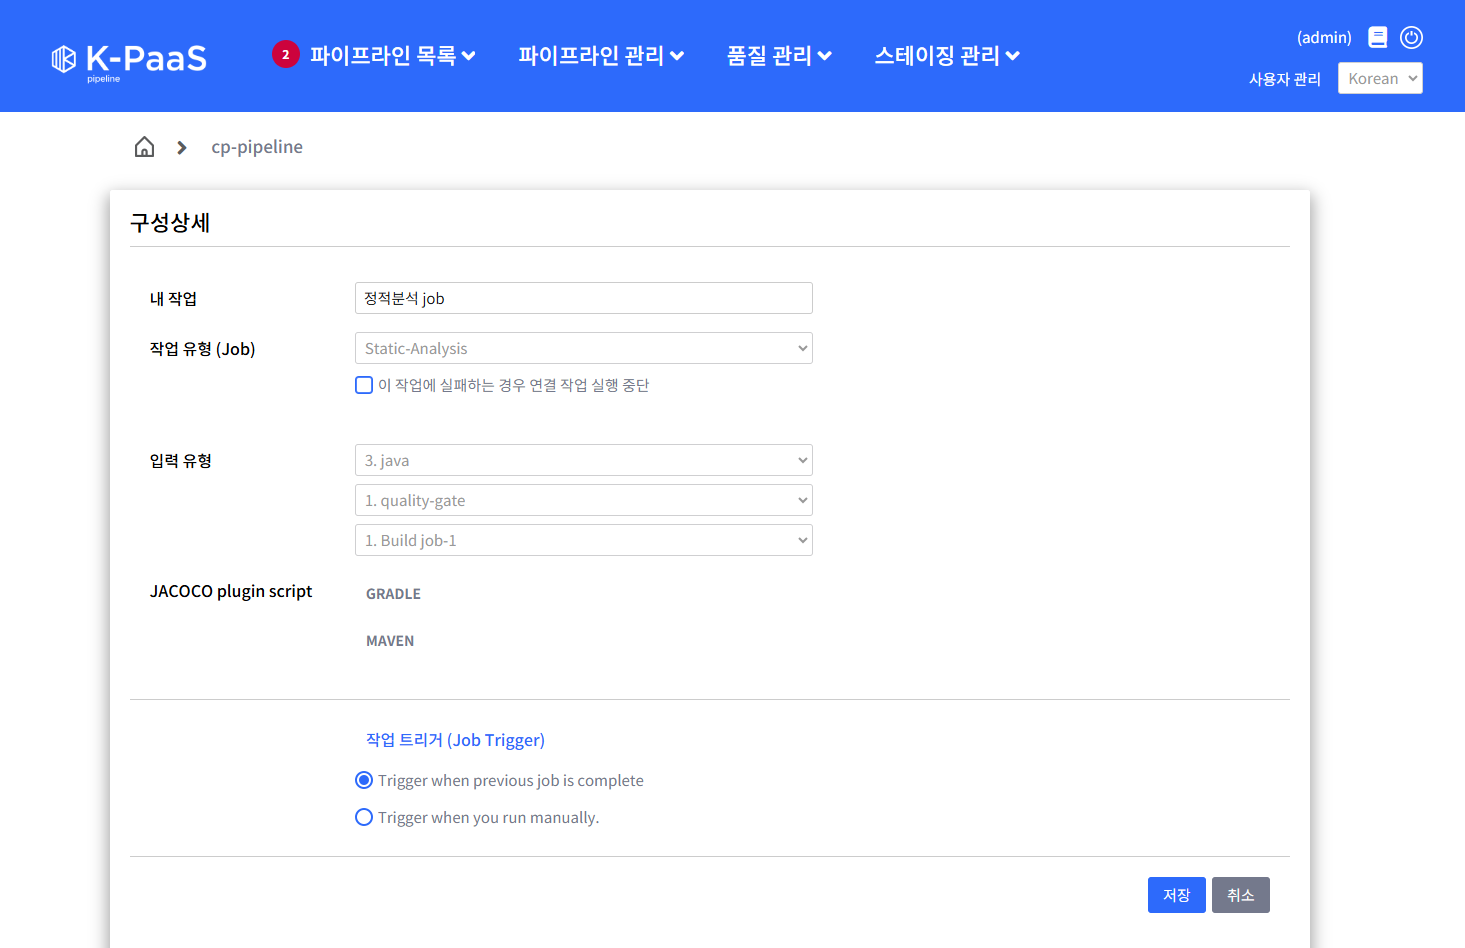 K-PaaS
pipeline
2 파이프라인 목록 파이프라인 관리 품질 관리 스테이징 관리
(admin)
사용자 관리 Korean
cp-pipeline
구성상세
내 작업 정적분석 job
작업 유형 (Job) Static-Analysis
이 작업에 실패하는 경우 연결 작업 실행 중단
입력 유형 3. java
1. quality-gate
1. Build job-1
JACOCO plugin script GRADLE
MAVEN
작업 트리거 (Job Trigger)
Trigger when previous job is complete
Trigger when you run manually.
저장 취소